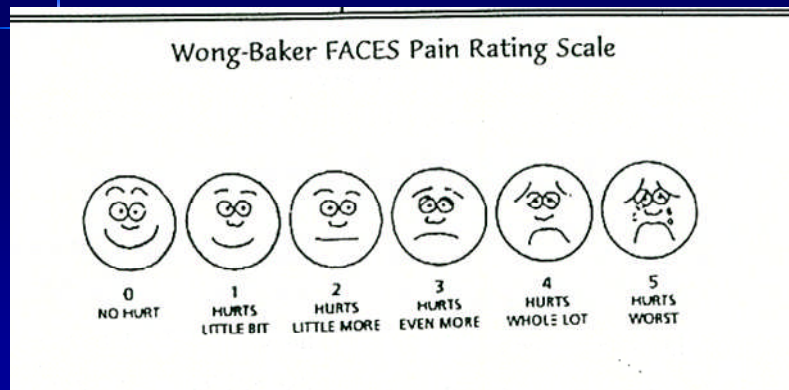 Wong-Baker FACES Pain Rating Scale
0 1 2 3 4 5
NO HURT HURTS HURTS HURTS HURTS HURTS
LITTLE BIT LITTLE MORE EVEN MORE WHOLE LOT WORST